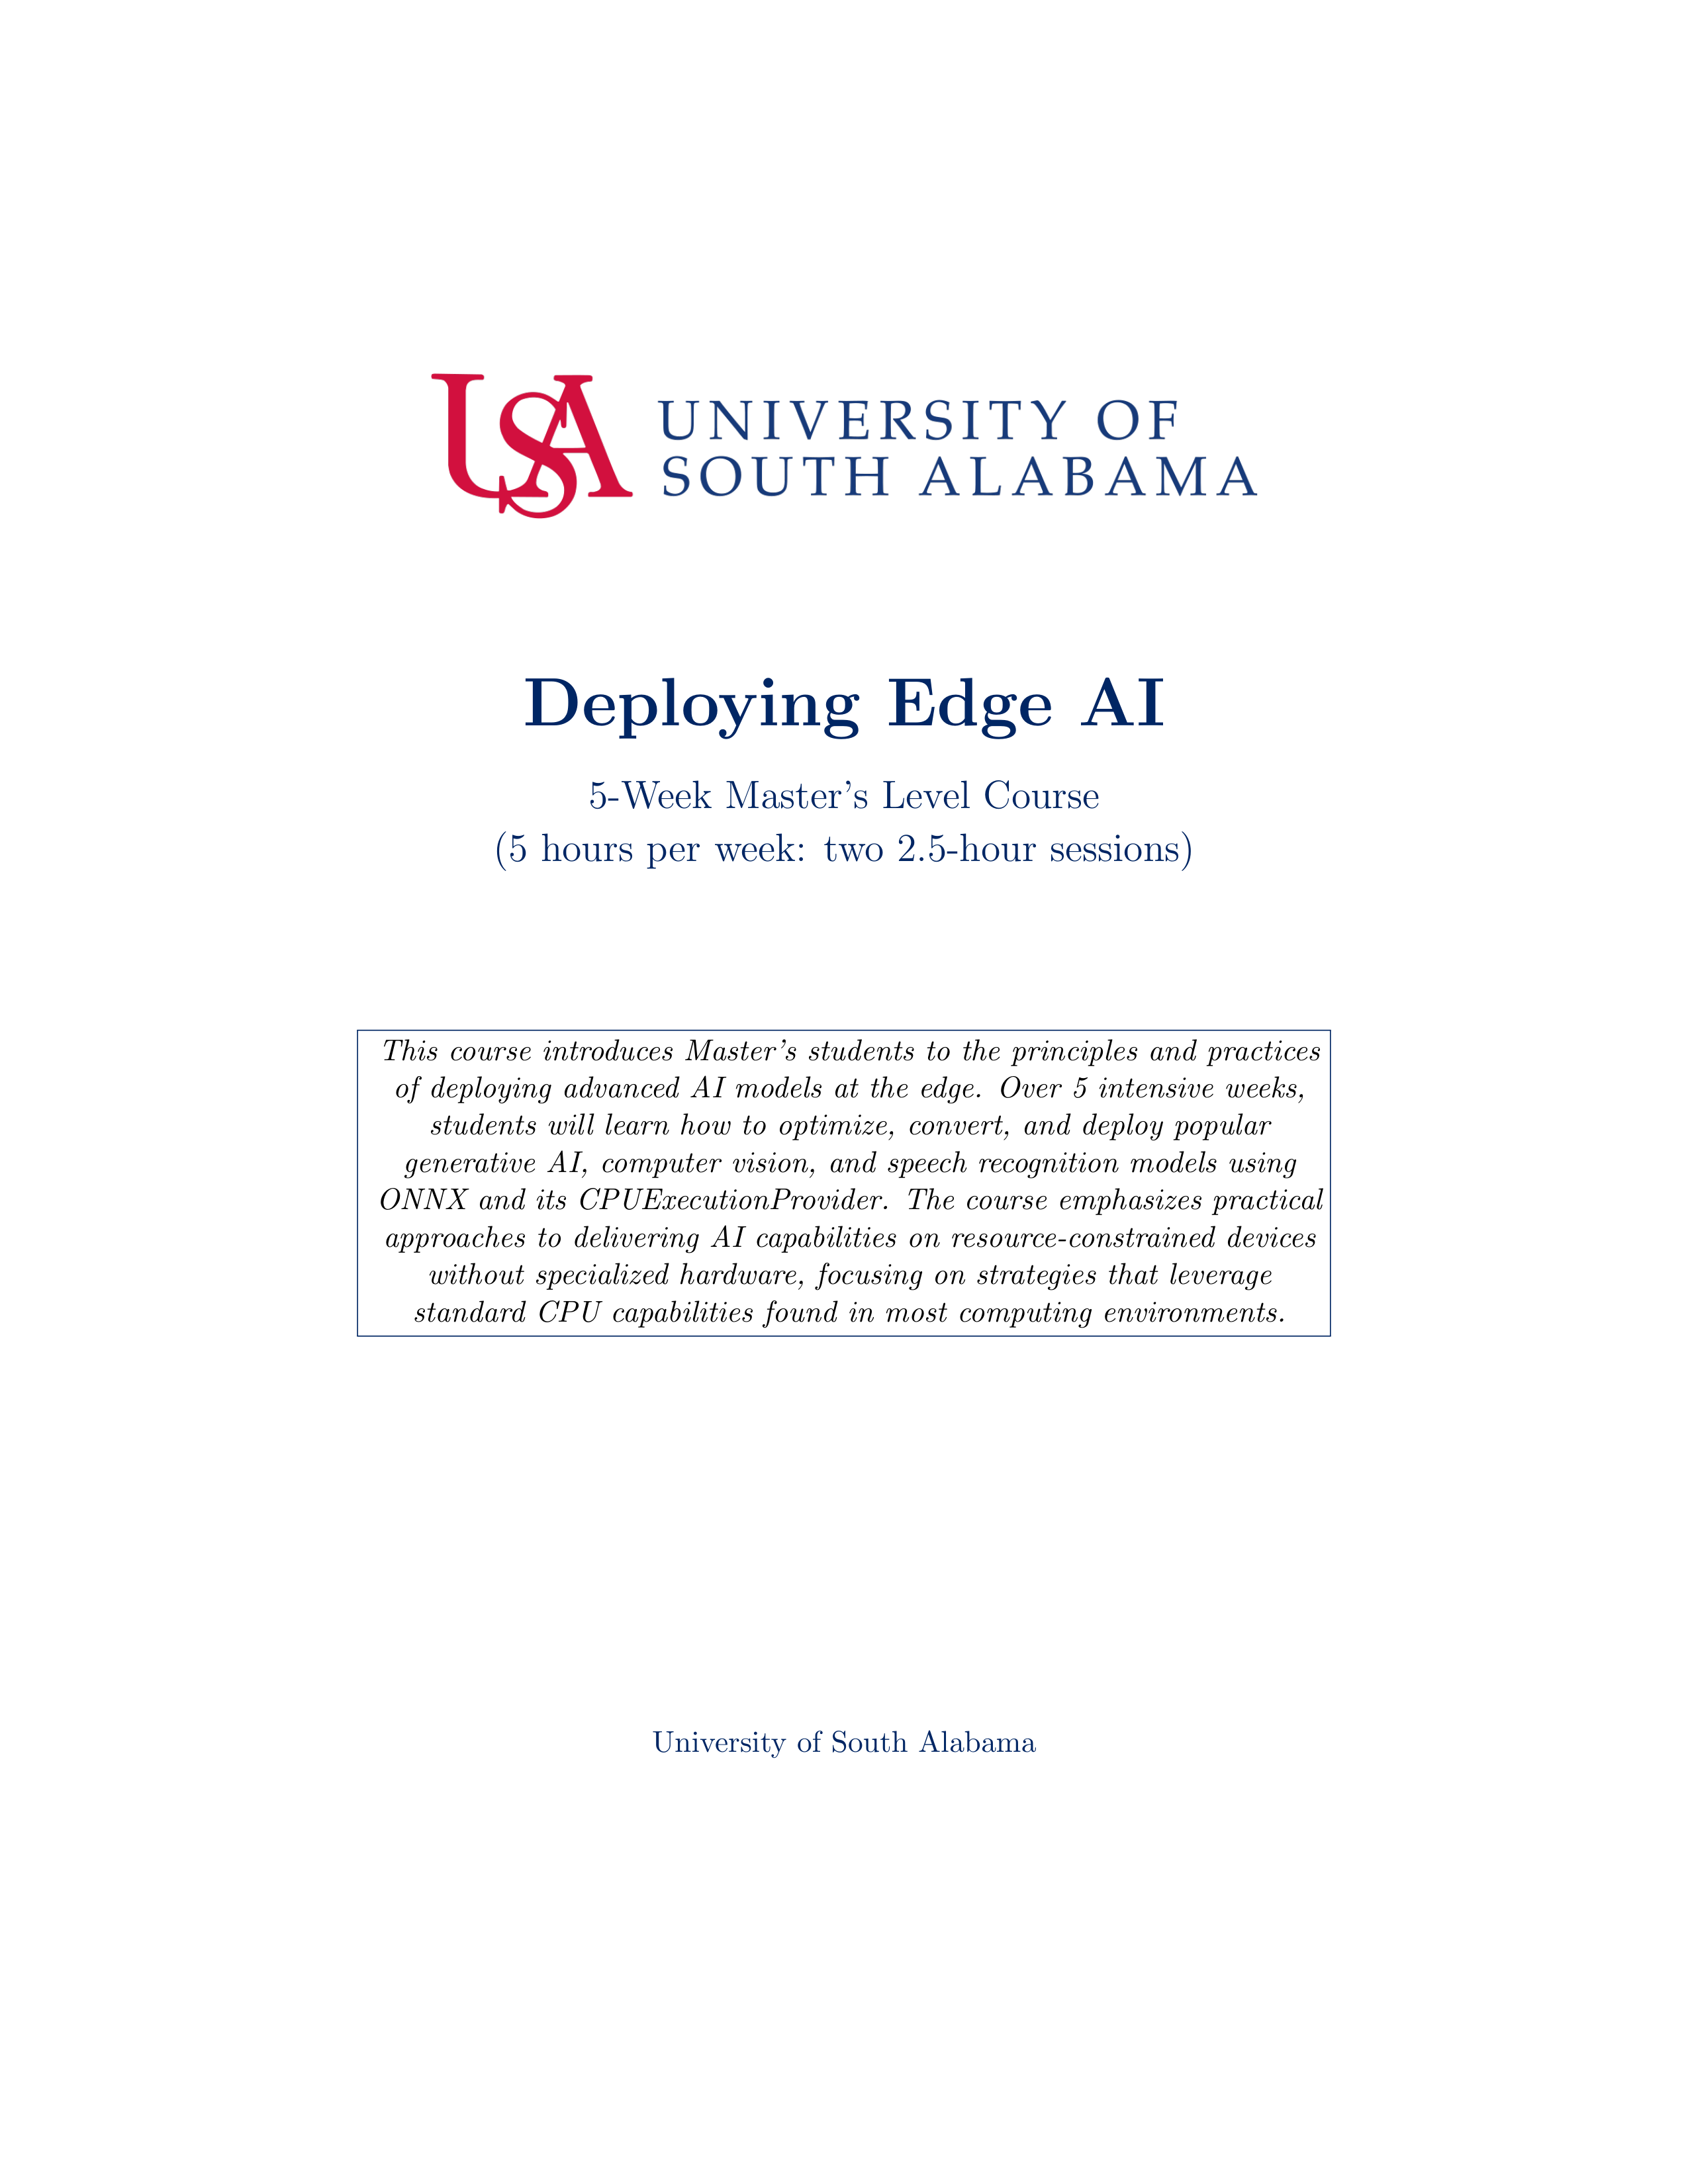 USA
UNIVERSITY OF
SOUTH ALABAMA
Deploying Edge AI
5-Week Master's Level Course
(5 hours per week: two 2.5-hour sessions)
This course introduces Master's students to the principles and practices
of deploying advanced AI models at the edge. Over 5 intensive weeks,
students will learn how to optimize, convert, and deploy popular
generative AI, computer vision, and speech recognition models using
ONNX and its CPUExecutionProvider. The course emphasizes practical
approaches to delivering AI capabilities on resource-constrained devices
without specialized hardware, focusing on strategies that leverage
standard CPU capabilities found in most computing environments.
University of South Alabama